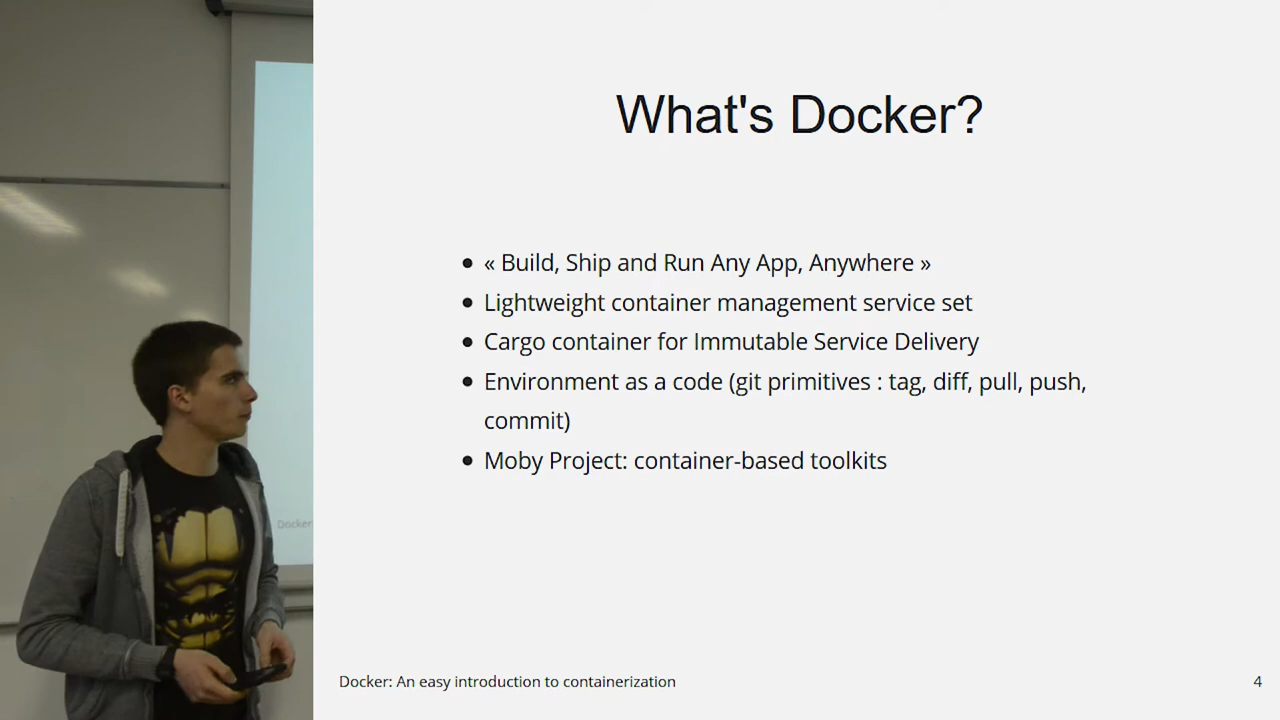 What's Docker?
« Build, Ship and Run Any App, Anywhere »
Lightweight container management service set
Cargo container for Immutable Service Delivery
Environment as a code (git primitives : tag, diff, pull, push,
commit)
Moby Project: container-based toolkits
Docker
Docker: An easy introduction to containerization
4